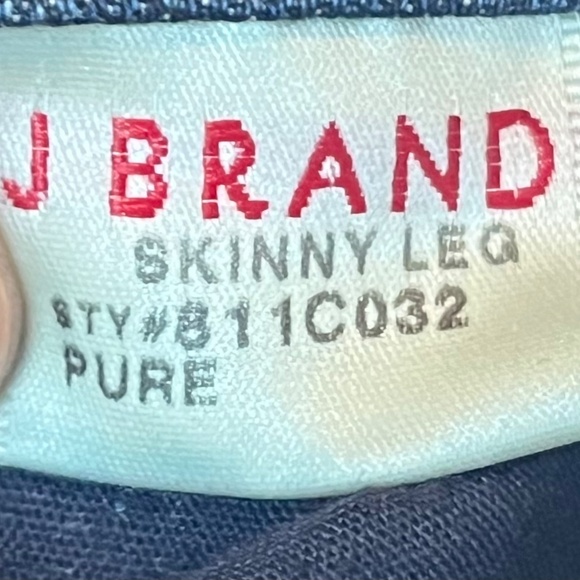 J BRAND
SKINNY LEG
STY#811C032
PURE